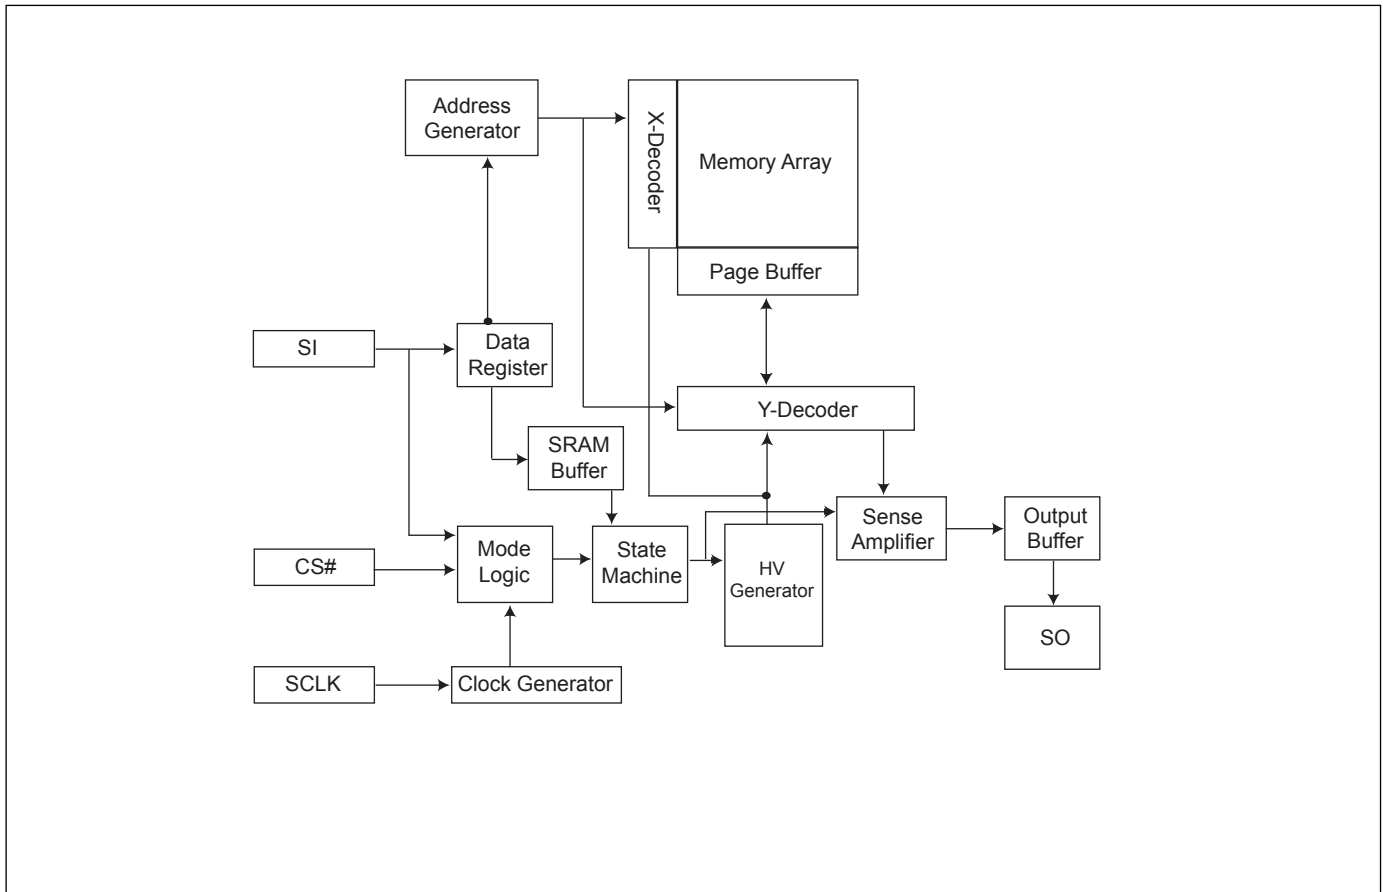 Address
Generator
X-Decoder
Memory Array
Page Buffer
SI
Data
Register
Y-Decoder
SRAM
Buffer
Sense
Amplifier
Output
Buffer
CS#
Mode
Logic
State
Machine
HV
Generator
SO
SCLK
Clock Generator